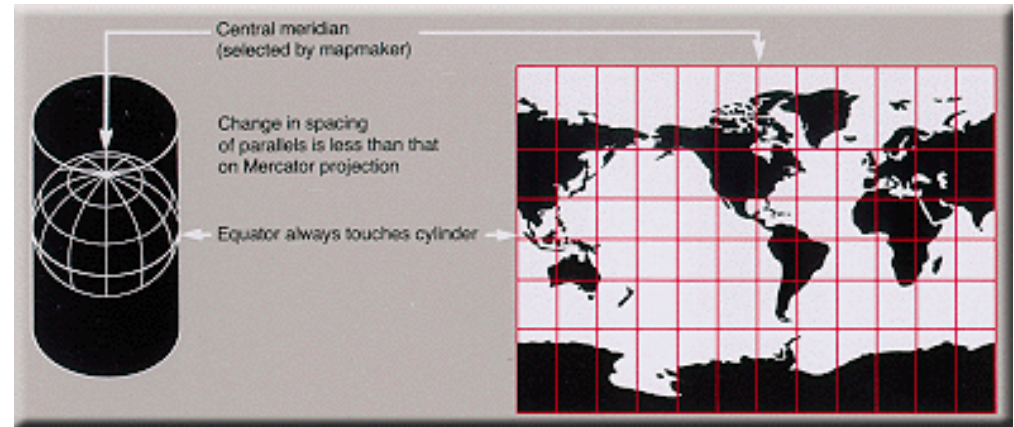 Central meridian
(selected by mapmaker)
Change in spacing
of parallels is less than that
on Mercator projection
Equator always touches cylinder